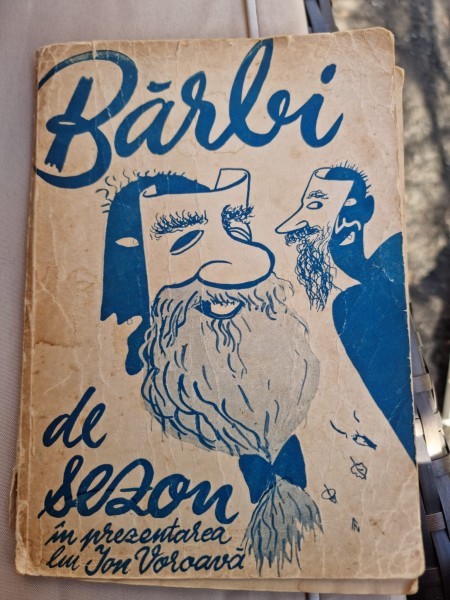 Bărbi
de
sezon
în prezentarea
lui Ion Voroavă